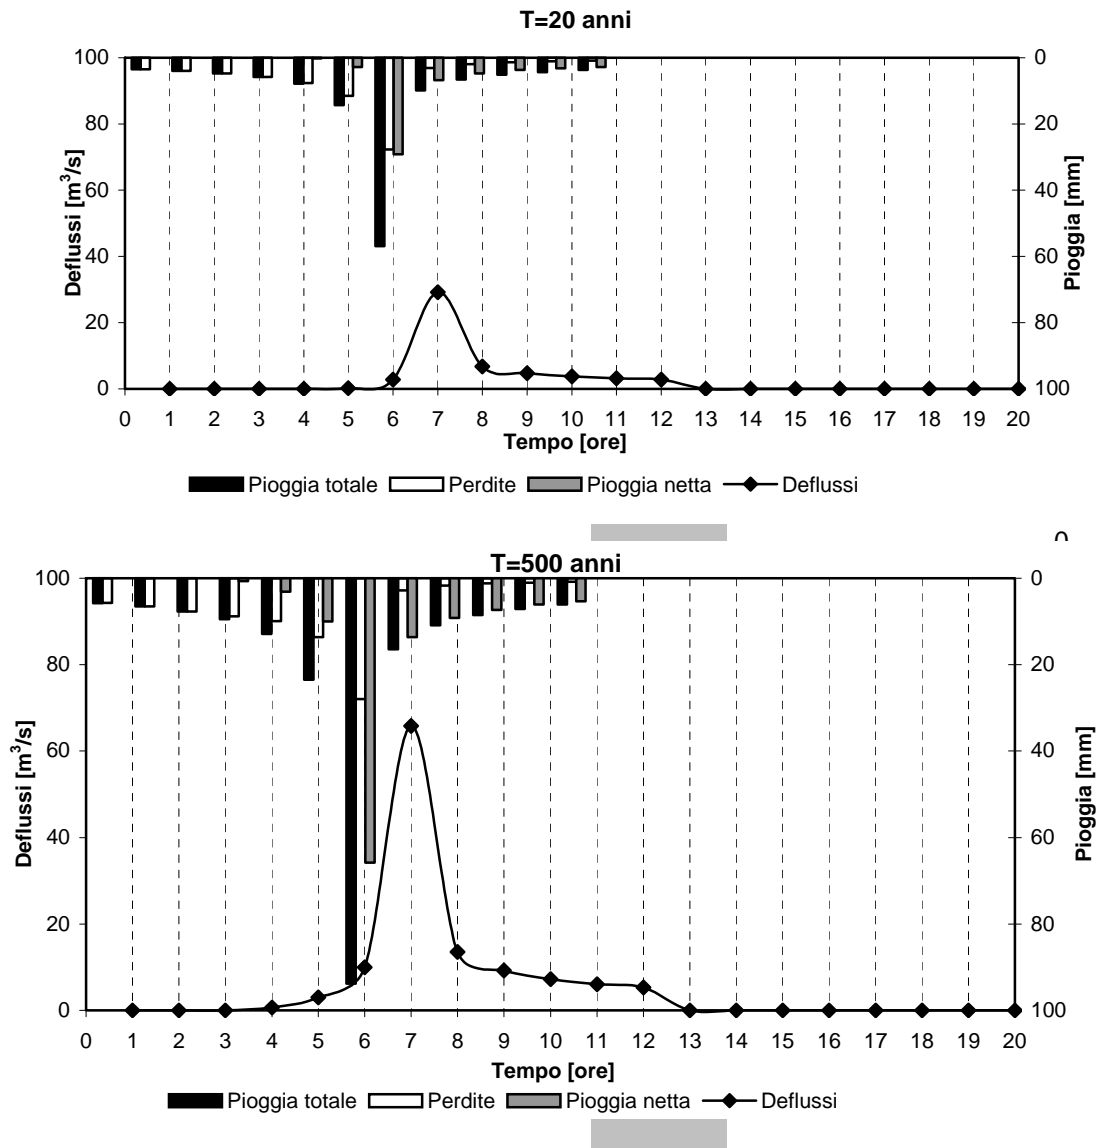 T=20 anni
100 80 60 40 20 0
Deflussi [m³/s]
0 20 40 60 80 100
Pioggia [mm]
0 1 2 3 4 5 6 7 8 9 10 11 12 13 14 15 16 17 18 19 20
Tempo [ore]
Pioggia totale Perdite Pioggia netta Deflussi
T=500 anni
100 80 60 40 20 0
Deflussi [m³/s]
0 20 40 60 80 100
Pioggia [mm]
0 1 2 3 4 5 6 7 8 9 10 11 12 13 14 15 16 17 18 19 20
Tempo [ore]
Pioggia totale Perdite Pioggia netta Deflussi